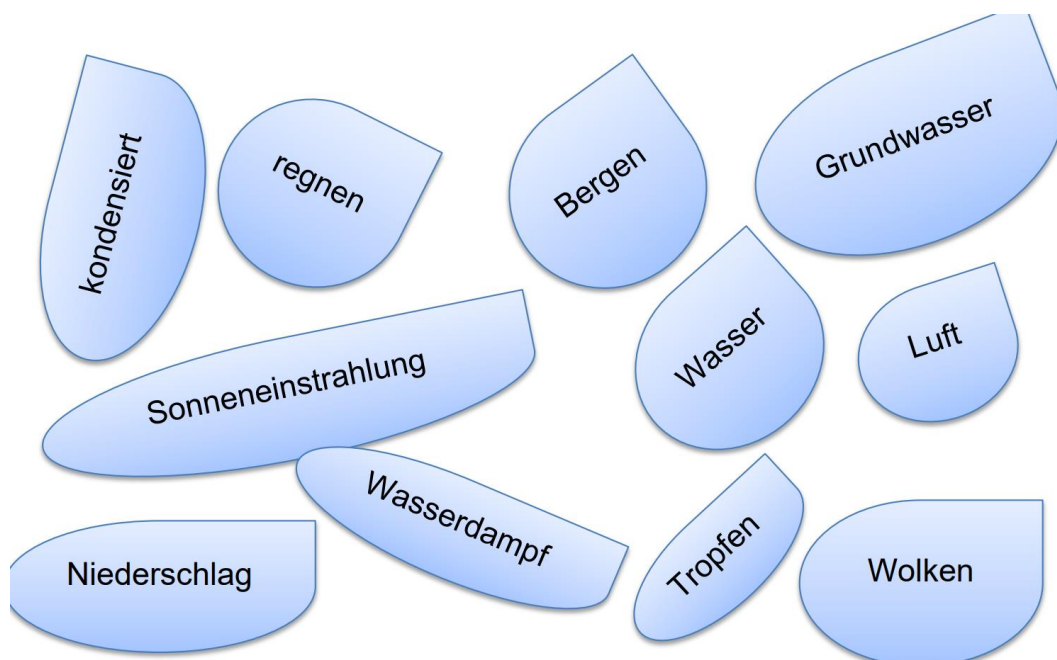 kondensiert
regnen
Bergen
Grundwasser
Sonneneinstrahlung
Wasser
Luft
Wasserdampf
Niederschlag
Tropfen
Wolken